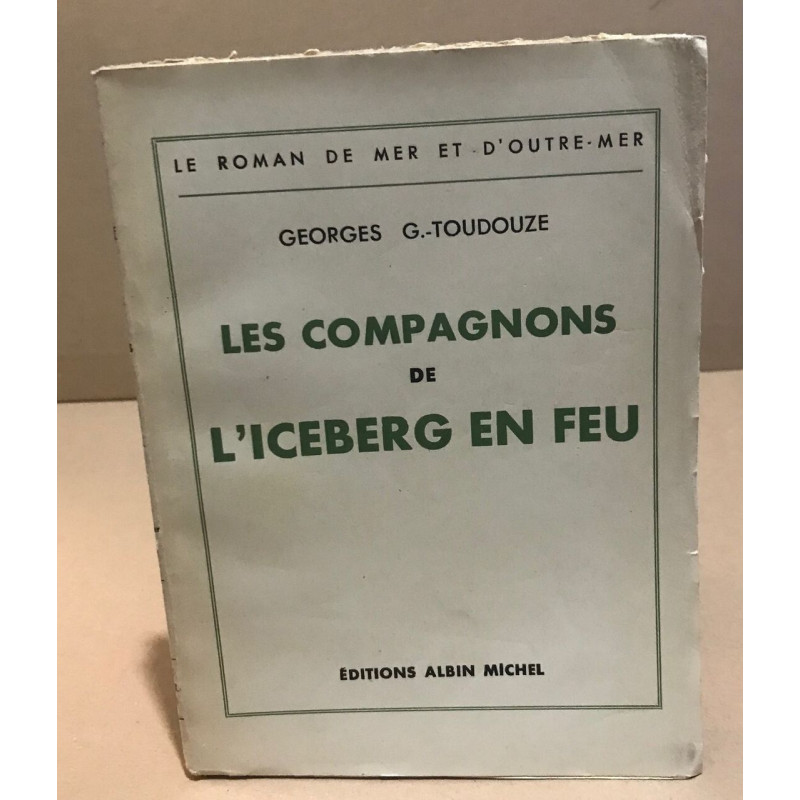 LE ROMAN DE MER ET D'OUTRE-MER
GEORGES G.-TOUDOUZE
LES COMPAGNONS
DE
L'ICEBERG EN FEU
ÉDITIONS ALBIN MICHEL